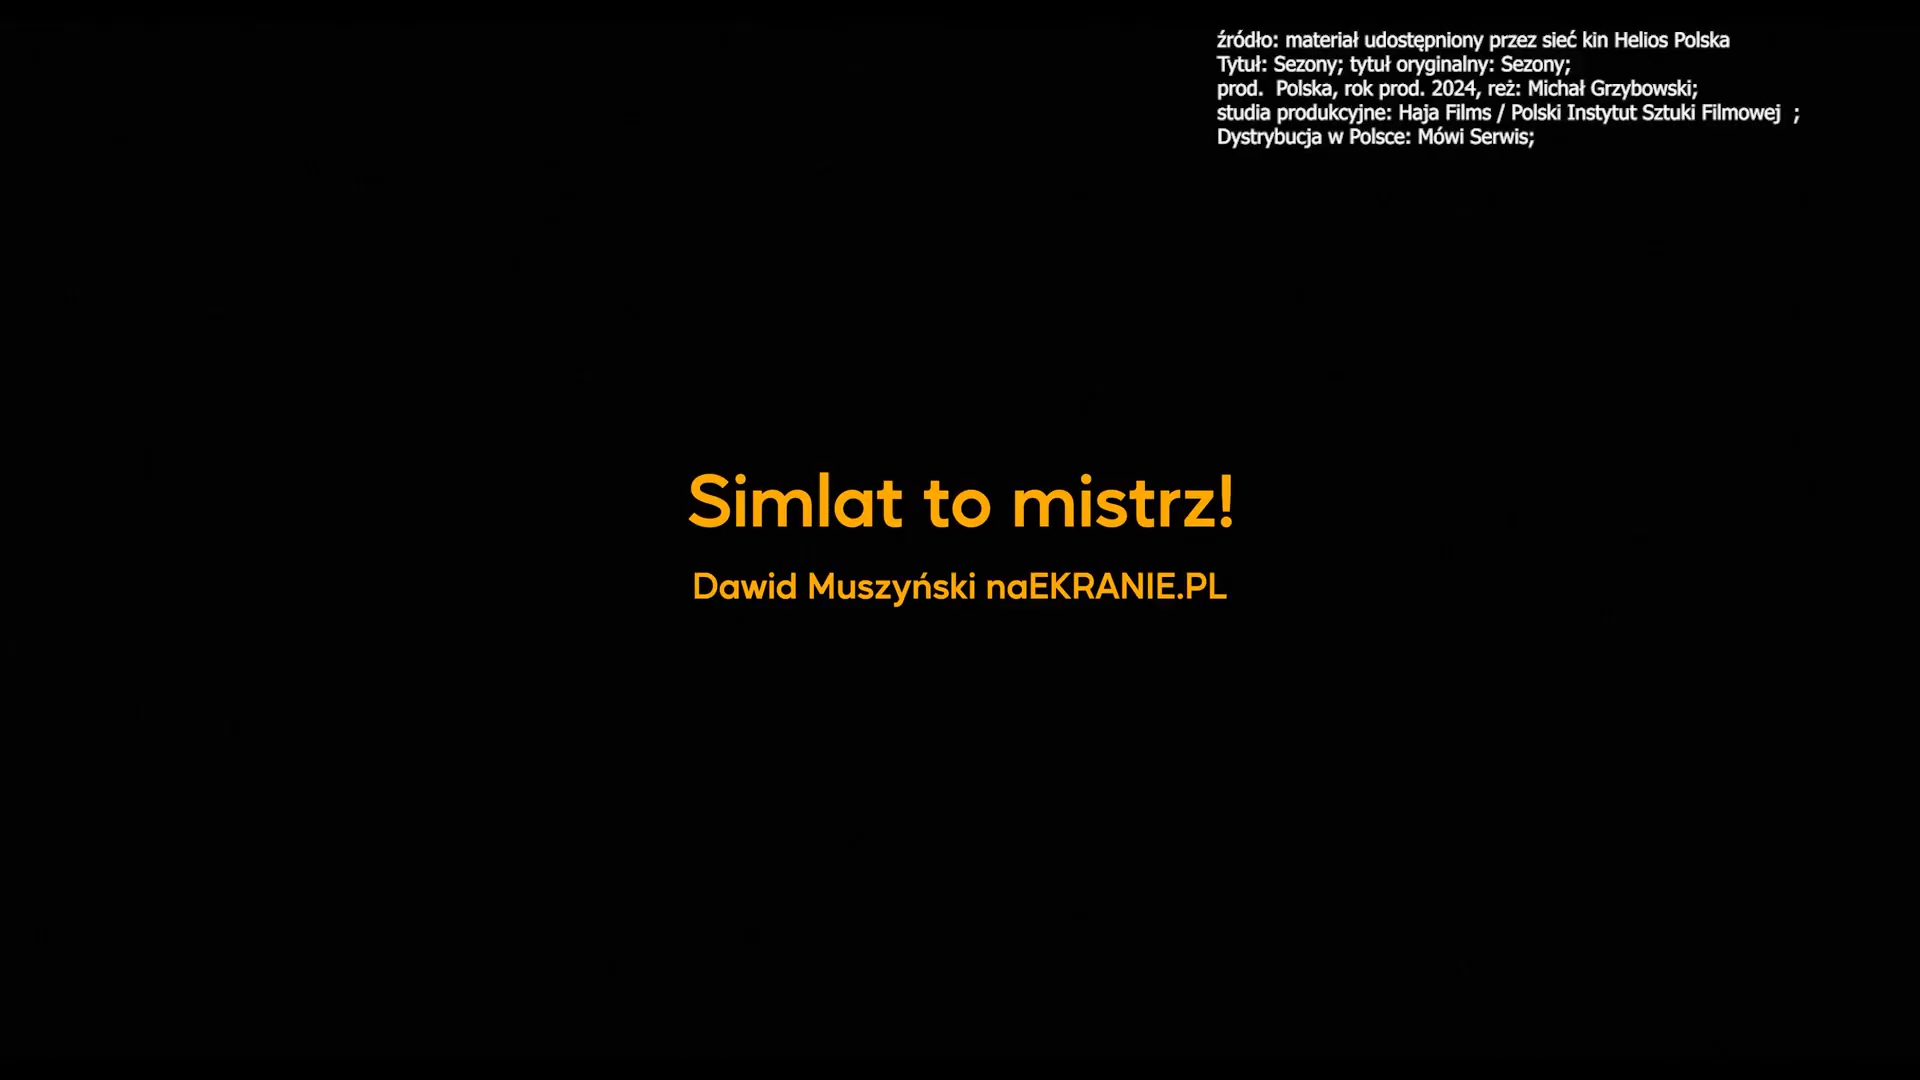 źródło: materiał udostępniony przez sieć kin Helios Polska
Tytuł: Sezony; tytuł oryginalny: Sezony;
prod.  Polska, rok prod. 2024, reż: Michał Grzybowski;
studia produkcyjne: Haja Films / Polski Instytut Sztuki Filmowej  ;
Dystrybucja w Polsce: Mówi Serwis;
Simlat to mistrz!
Dawid Muszyński naEKRANIE.PL